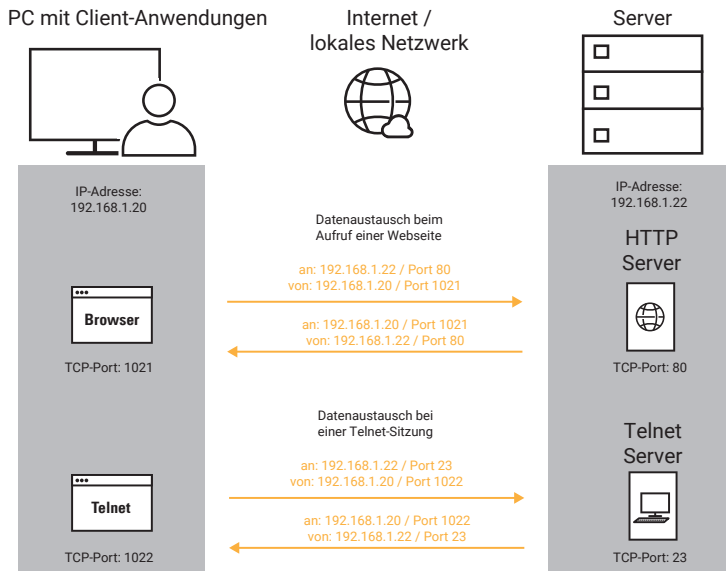 PC mit Client-Anwendungen
Internet /
lokales Netzwerk
Server
IP-Adresse:
192.168.1.20
IP-Adresse:
192.168.1.22
Datenaustausch beim
Aufruf einer Webseite
HTTP
Server
an: 192.168.1.22 / Port 80
von: 192.168.1.20 / Port 1021
Browser
an: 192.168.1.20 / Port 1021
von: 192.168.1.22 / Port 80
TCP-Port: 1021
TCP-Port: 80
Datenaustausch bei
einer Telnet-Sitzung
Telnet
Server
an: 192.168.1.22 / Port 23
von: 192.168.1.20 / Port 1022
Telnet
an: 192.168.1.20 / Port 1022
von: 192.168.1.22 / Port 23
TCP-Port: 1022
TCP-Port: 23